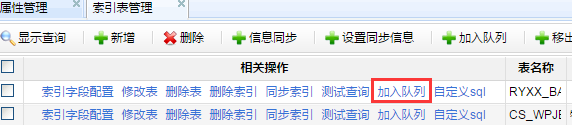 属性管理 索引表管理
显示查询 新增 删除 信息同步 设置同步信息 加入队列 移出
相关操作 表名称
索引字段配置 修改表 删除表 删除索引 同步索引 测试查询 加入队列 自定义sql RYXX_BA
索引字段配置 修改表 删除表 删除索引 同步索引 测试查询 加入队列 自定义sql CS_WPJE